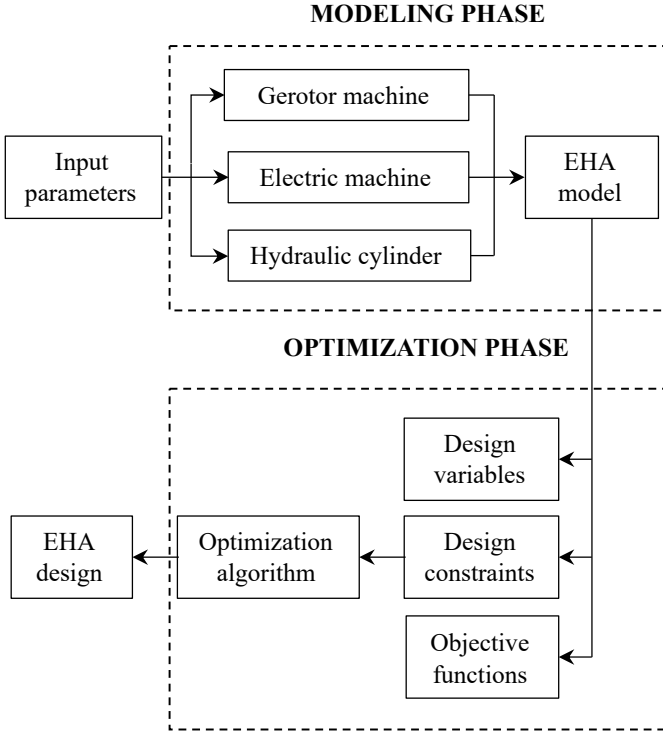 MODELING PHASE
Gerotor machine
Input
parameters
Electric machine
EHA
model
Hydraulic cylinder
OPTIMIZATION PHASE
Design
variables
EHA
design
Optimization
algorithm
Design
constraints
Objective
functions